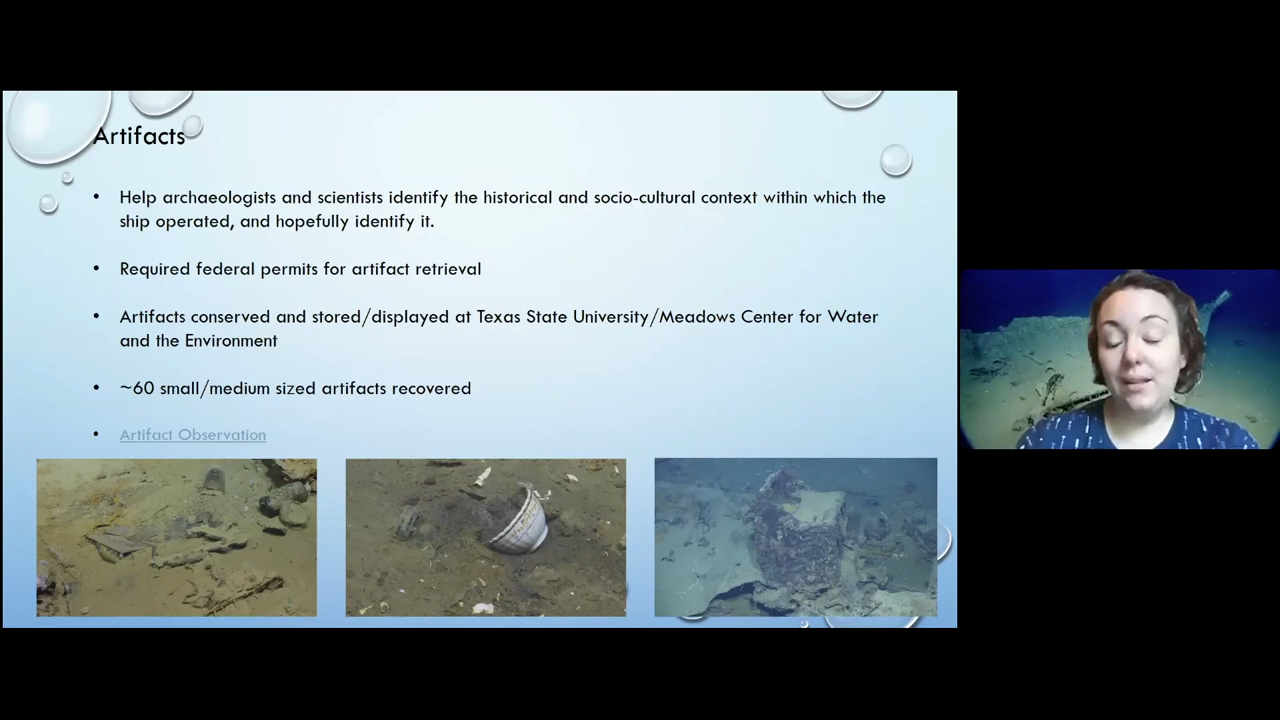 Artifacts
• Help archaeologists and scientists identify the historical and socio-cultural context within which the
ship operated, and hopefully identify it.
• Required federal permits for artifact retrieval
• Artifacts conserved and stored/displayed at Texas State University/Meadows Center for Water
and the Environment
• ~60 small/medium sized artifacts recovered
• Artifact Observation